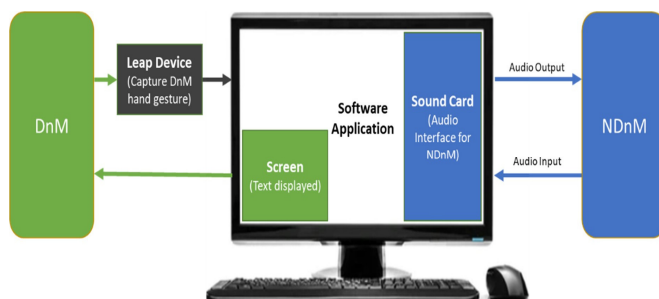 DnM
Leap Device
(Capture DnM
hand gesture)
Software
Application
Screen
(Text displayed)
Sound Card
(Audio
Interface for
NDnM)
Audio Output
Audio Input
NDnM